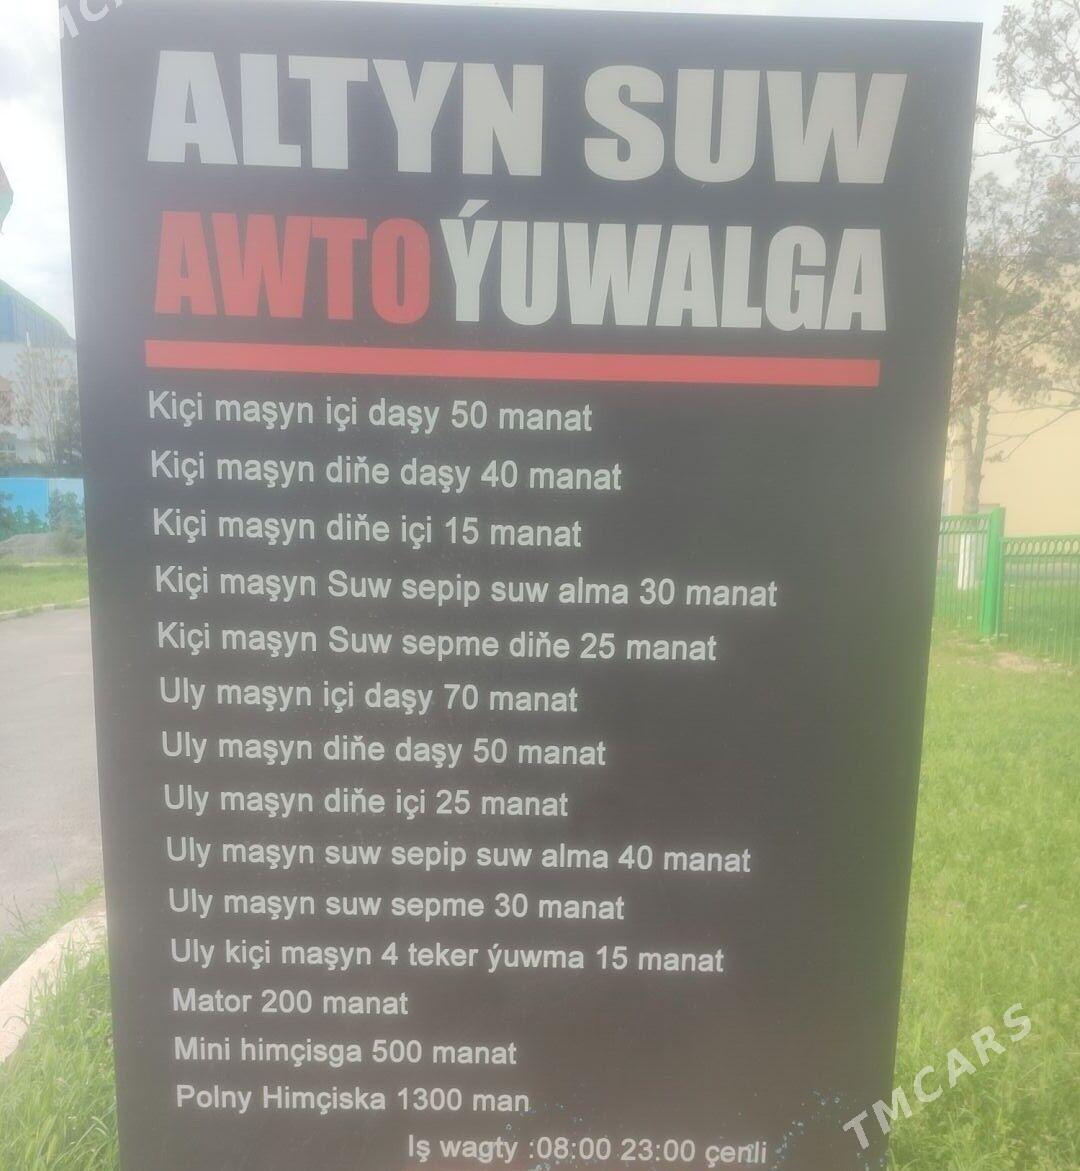 ALTYN SUW
AWTOÝUWALGA
Kiçi maşyn içi daşy 50 manat
Kiçi maşyn diňe daşy 40 manat
Kiçi maşyn diňe içi 15 manat
Kiçi maşyn Suw sepip suw alma 30 manat
Kiçi maşyn Suw sepme diňe 25 manat
Uly maşyn içi daşy 70 manat
Uly maşyn diňe daşy 50 manat
Uly maşyn diňe içi 25 manat
Uly maşyn suw sepip suw alma 40 manat
Uly maşyn suw sepme 30 manat
Uly kiçi maşyn 4 teker ýuwma 15 manat
Mator 200 manat
Mini himçisga 500 manat
Polny Himçiska 1300 man
Iş wagty :08:00 23:00 çenli
TMCARS